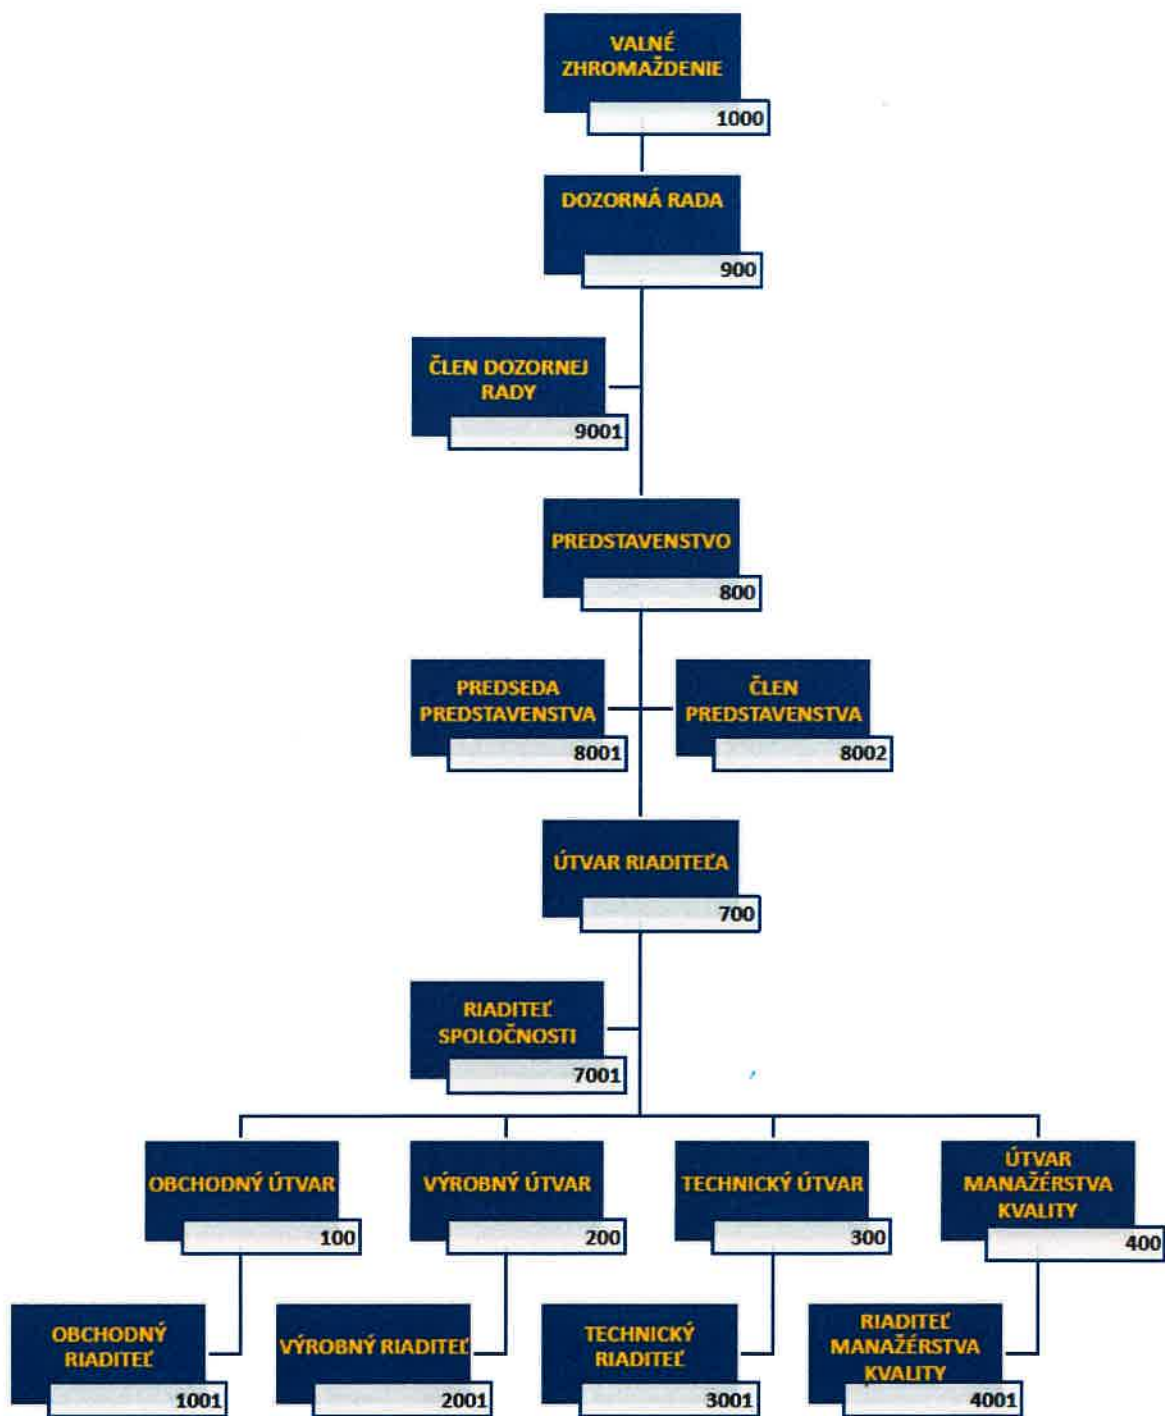 VALNÉ
ZHROMAŽDENIE
1000
DOZORNÁ RADA
900
ČLEN DOZORNEJ
RADY
9001
PREDSTAVENSTVO
800
PREDSEDA
PREDSTAVENSTVA
8001
ČLEN
PREDSTAVENSTVA
8002
ÚTVAR RIADITEĽA
700
RIADITEĽ
SPOLOČNOSTI
7001
OBCHODNÝ ÚTVAR
100
VÝROBNÝ ÚTVAR
200
TECHNICKÝ ÚTVAR
300
ÚTVAR
MANAŽÉRSTVA
KVALITY
400
OBCHODNÝ
RIADITEĽ
1001
VÝROBNÝ RIADITEĽ
2001
TECHNICKÝ
RIADITEĽ
3001
RIADITEĽ
MANAŽÉRSTVA
KVALITY
4001